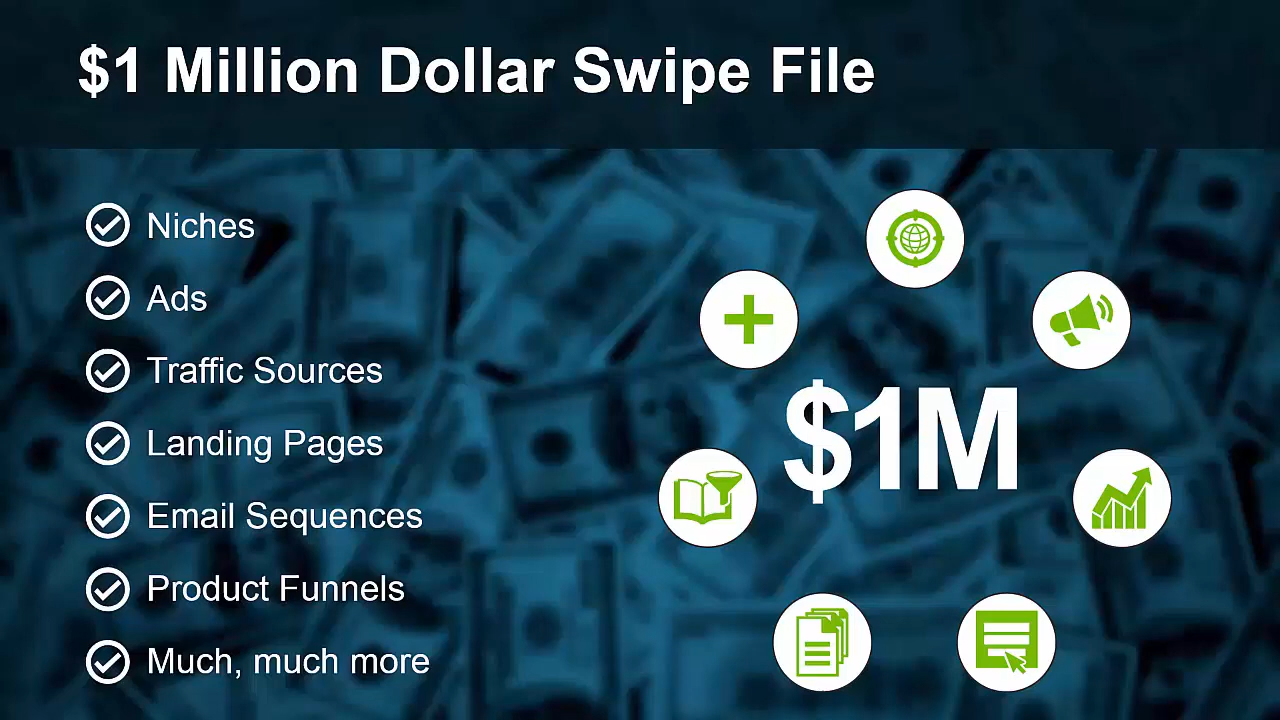 $1 Million Dollar Swipe File
Niches
Ads
Traffic Sources
Landing Pages
Email Sequences
Product Funnels
Much, much more
$1M